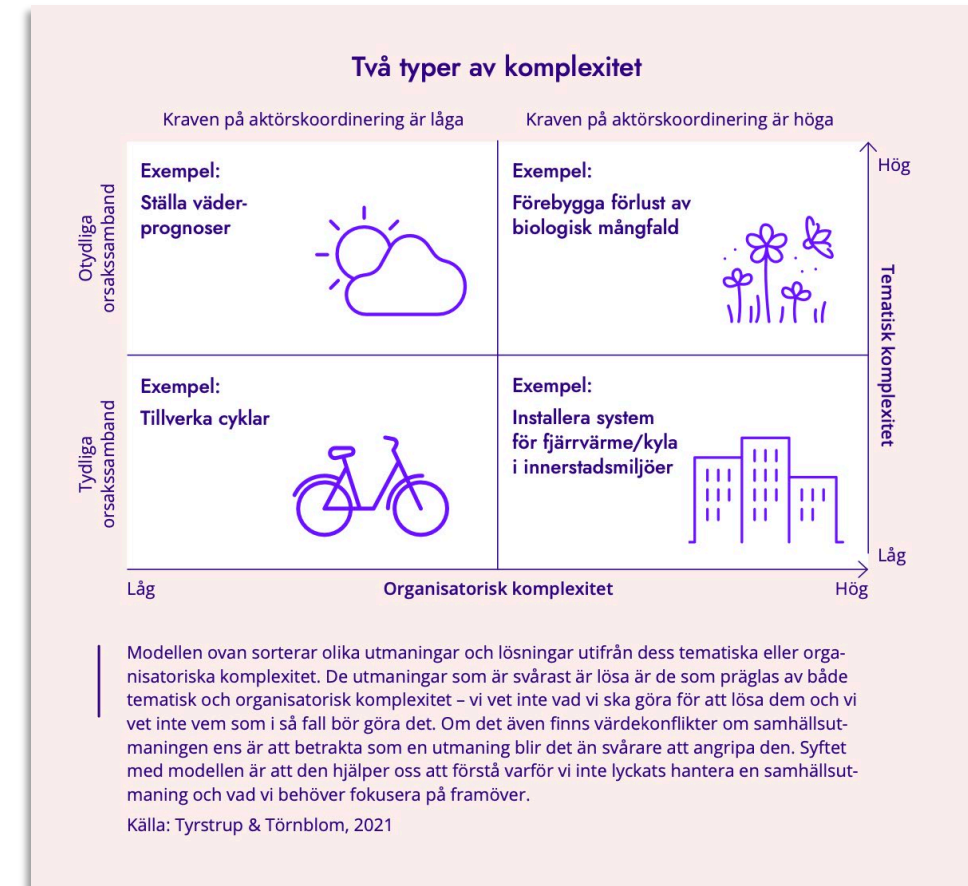 Två typer av komplexitet
Kraven på aktörskoordinering är låga
Kraven på aktörskoordinering är höga
Otydliga
orsakssamband
Exempel:
Ställa väder-
prognoser
Exempel:
Förebygga förlust av
biologisk mångfald
Hög
Tematisk komplexitet
Tydliga
orsakssamband
Exempel:
Tillverka cyklar
Exempel:
Installera system
för fjärrvärme/kyla
i innerstadsmiljöer
Låg
Låg
Organisatorisk komplexitet
Hög
Modellen ovan sorterar olika utmaningar och lösningar utifrån dess tematiska eller orga-
nisatoriska komplexitet. De utmaningar som är svårast är lösa är de som präglas av både
tematisk och organisatorisk komplexitet – vi vet inte vad vi ska göra för att lösa dem och vi
vet inte vem som i så fall bör göra det. Om det även finns värdekonflikter om samhällsut-
maningen ens är att betrakta som en utmaning blir det än svårare att angripa den. Syftet
med modellen är att den hjälper oss att förstå varför vi inte lyckats hantera en samhällsut-
maning och vad vi behöver fokusera på framöver.
Källa: Tyrstrup & Törnblom, 2021